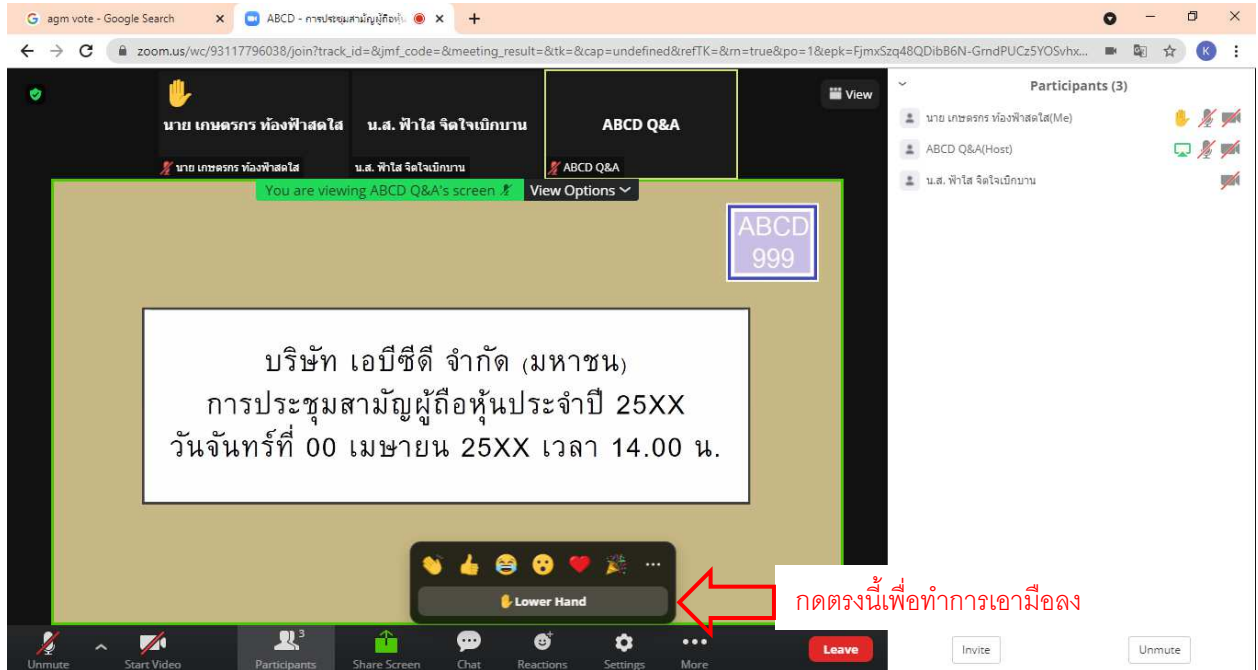 agm vote - Google Search
ABCD - การประชุมสามัญผู้ถือหุ้
zoom.us/wc/93117796038/join?track_id=&jmf_code=&meeting_result=&tk=&cap=undefined&refTK=&rn=true&po=1&epk=FjmxSzq48QDibB6N-GrndPUCz5YOSvhx...
K
View
นาย เกษตรกร ท้องฟ้าสดใส
น.ส. ฟ้าใส จิตใจเบิกบาน
ABCD Q&A
นาย เกษตรกร ท้องฟ้าสดใส
น.ส. ฟ้าใส จิตใจเบิกบาน
ABCD Q&A
You are viewing ABCD Q&A's screen
View Options
ABCD
999
บริษัท เอบีซีดี จำกัด (มหาชน)
การประชุมสามัญผู้ถือหุ้นประจำปี 25XX
วันจันทร์ที่ 00 เมษายน 25XX เวลา 14.00 น.
Lower Hand
กดตรงนี้เพื่อทำการเอามือลง
Unmute
Start Video
3
Participants
Share Screen
Chat
Reactions
Settings
More
Leave
Participants (3)
นาย เกษตรกร ท้องฟ้าสดใส(Me)
ABCD Q&A(Host)
น.ส. ฟ้าใส จิตใจเบิกบาน
Invite
Unmute